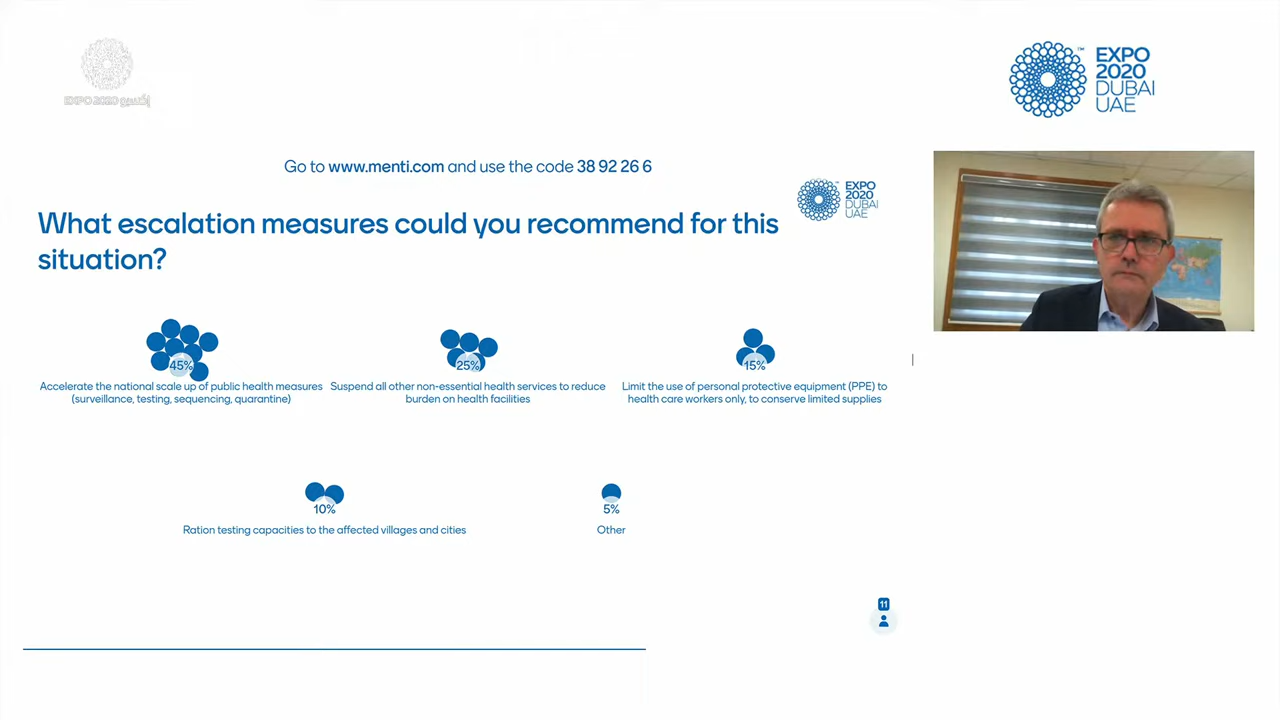 EXPO 2020 إكسبو
EXPO
2020
DUBAI
UAE
Go to www.menti.com and use the code 38 92 26 6
EXPO
2020
DUBAI
UAE
What escalation measures could you recommend for this
situation?
45%
25%
15%
Accelerate the national scale up of public health measures
(surveillance, testing, sequencing, quarantine)
Suspend all other non-essential health services to reduce
burden on health facilities
Limit the use of personal protective equipment (PPE) to
health care workers only, to conserve limited supplies
10%
5%
Ration testing capacities to the affected villages and cities
Other
11